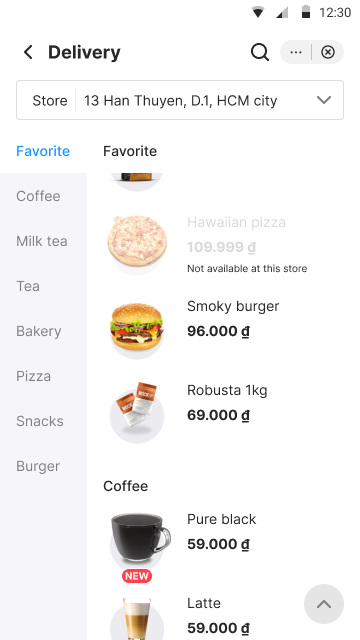 12:30
Delivery
Store 13 Han Thuyen, D.1, HCM city
Favorite
Coffee
Milk tea
Tea
Bakery
Pizza
Snacks
Burger
Favorite
Hawaiian pizza
109.999 ₫
Not available at this store
Smoky burger
96.000 ₫
Robusta 1kg
69.000 ₫
Coffee
Pure black
59.000 ₫
NEW
Latte
59.000 ₫